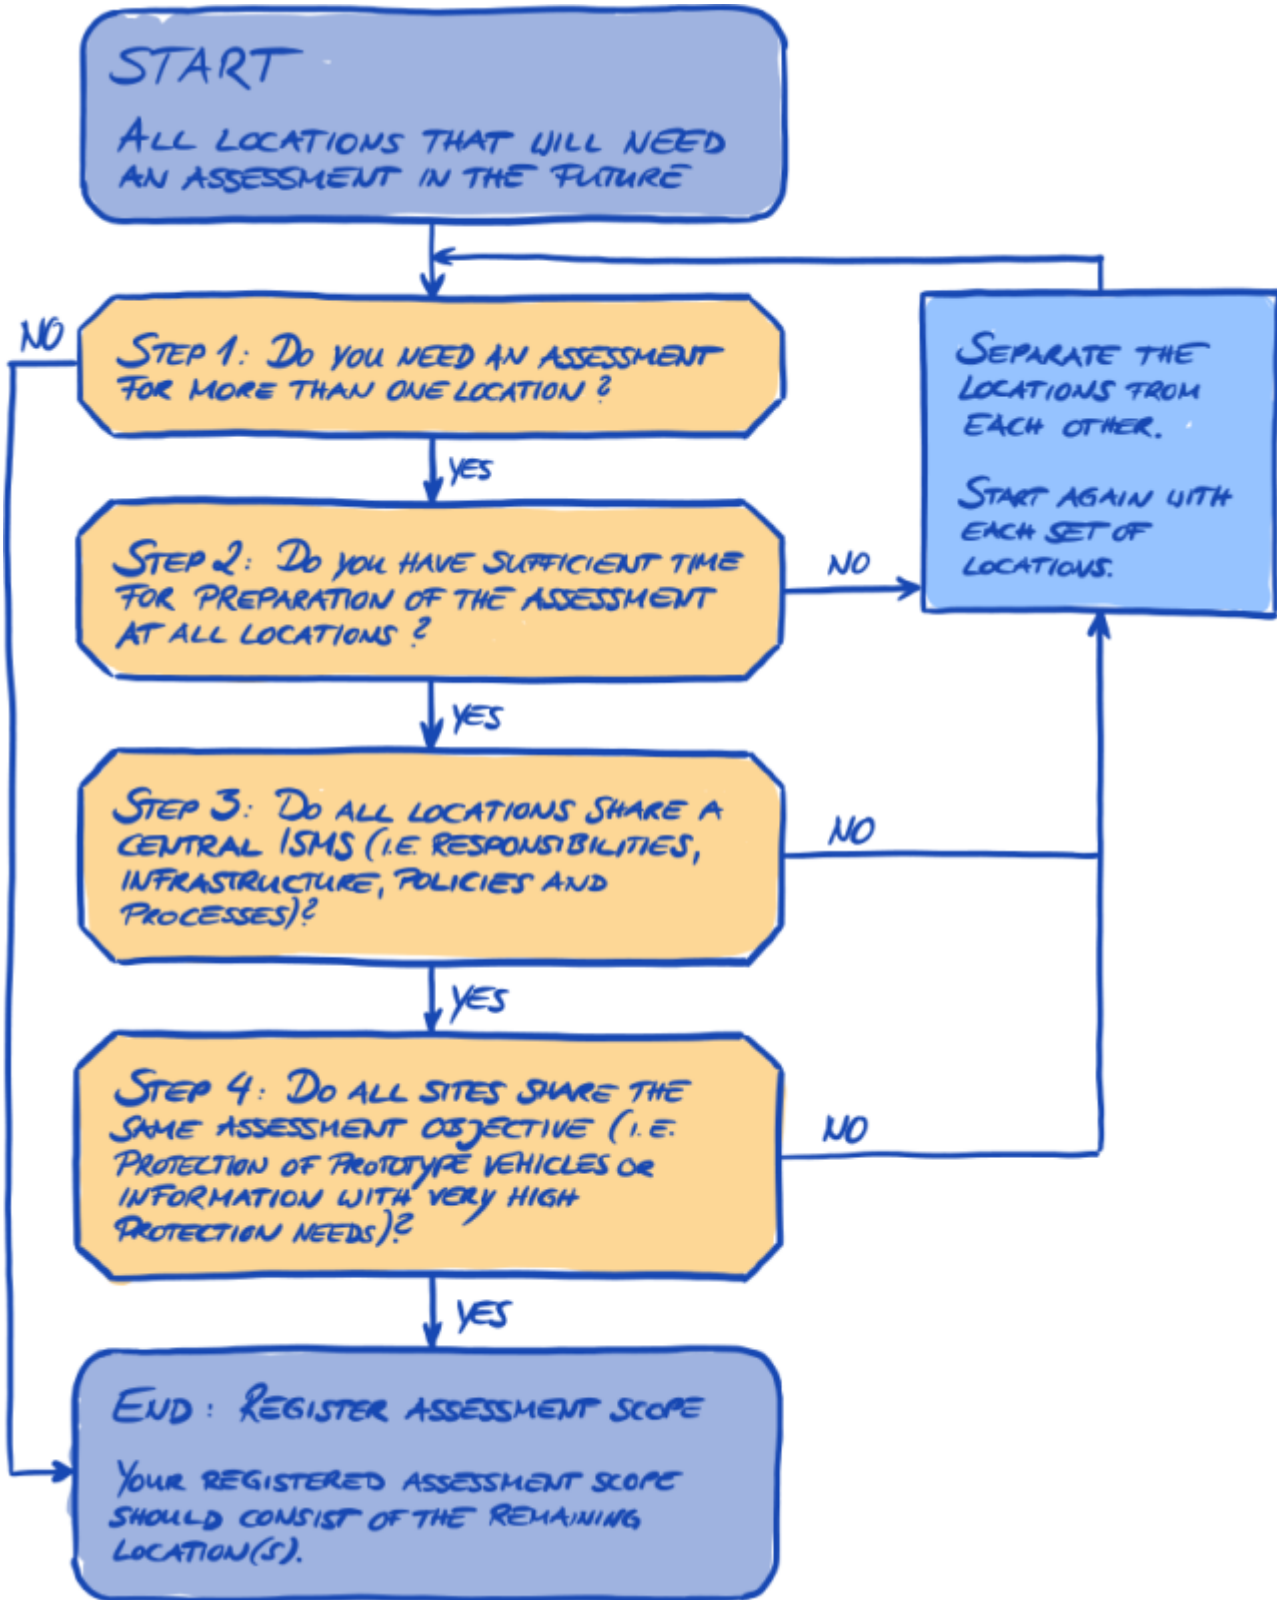 START
ALL LOCATIONS THAT WILL NEED
AN ASSESSMENT IN THE FUTURE
NO
STEP 1: DO YOU NEED AN ASSESSMENT
FOR MORE THAN ONE LOCATION?
YES
SEPARATE THE
LOCATIONS FROM
EACH OTHER.
START AGAIN WITH
EACH SET OF
LOCATIONS.
STEP 2: DO YOU HAVE SUFFICIENT TIME
FOR PREPARATION OF THE ASSESSMENT
AT ALL LOCATIONS?
NO
YES
STEP 3: DO ALL LOCATIONS SHARE A
CENTRAL ISMS (I.E. RESPONSIBILITIES,
INFRASTRUCTURE, POLICIES AND
PROCESSES)?
NO
YES
STEP 4: DO ALL SITES SHARE THE
SAME ASSESSMENT OBJECTIVE (I.E.
PROTECTION OF PROTOTYPE VEHICLES OR
INFORMATION WITH VERY HIGH
PROTECTION NEEDS)?
NO
YES
END: REGISTER ASSESSMENT SCOPE
YOUR REGISTERED ASSESSMENT SCOPE
SHOULD CONSIST OF THE REMAINING
LOCATION(S).